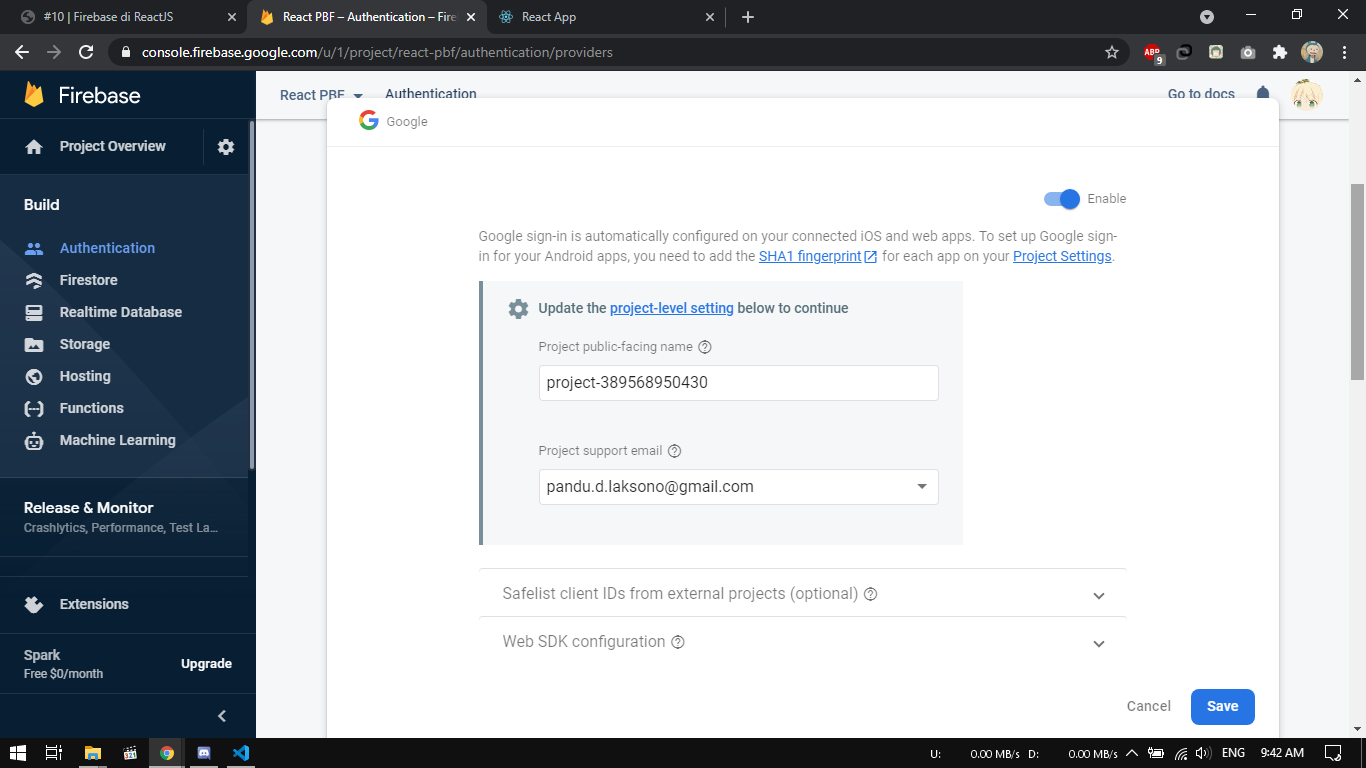 #10 | Firebase di ReactJS
React PBF – Authentication – Fire
React App
console.firebase.google.com/u/1/project/react-pbf/authentication/providers
ABP
9
Firebase
React PBF
Authentication
Go to docs
Google
Project Overview
Enable
Build
Google sign-in is automatically configured on your connected iOS and web apps. To set up Google sign-
in for your Android apps, you need to add the SHA1 fingerprint for each app on your Project Settings.
Authentication
Firestore
Realtime Database
Storage
Hosting
Functions
Machine Learning
Update the project-level setting below to continue
Project public-facing name
project-389568950430
Project support email
pandu.d.laksono@gmail.com
Release & Monitor
Crashlytics, Performance, Test La...
Safelist client IDs from external projects (optional)
Extensions
Web SDK configuration
Spark
Free $0/month
Upgrade
Cancel
Save
U: 0.00 MB/s D: 0.00 MB/s
ENG
9:42 AM